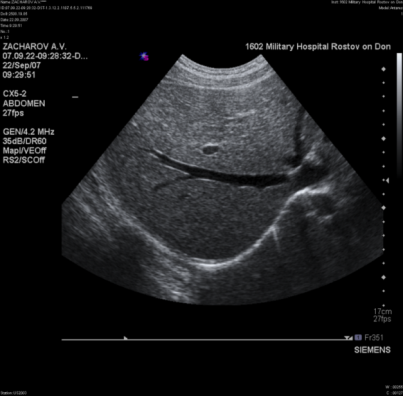 1602 Military Hospital Rostov on Don
ZACHAROV A.V.
07.09.22-09:28:32-D...
22/Sep/07
09:29:51
CX5-2
ABDOMEN
27fps
GEN/4.2 MHz
35dB/DR60
MapI/VEOff
RS2/SCOff
17cm
27fps
Fr351
SIEMENS